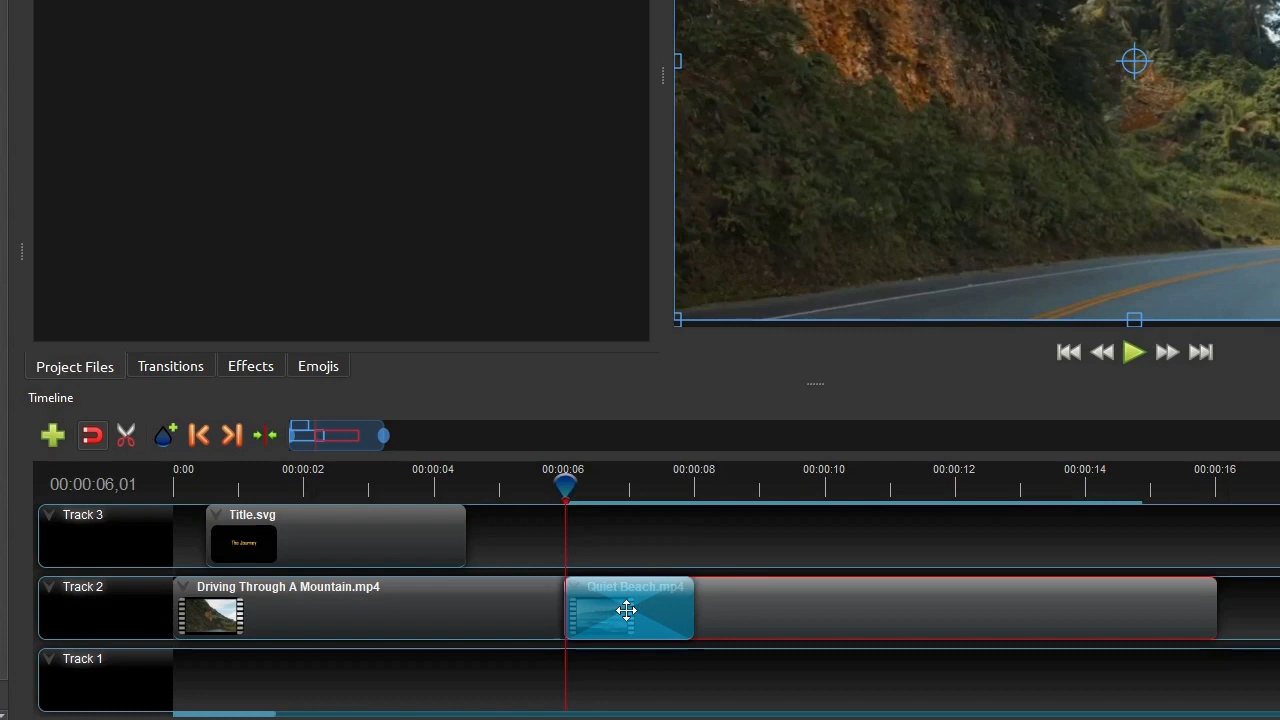 Project Files
Transitions
Effects
Emojis
Timeline
0:00
00:00:02
00:00:04
00:00:06
00:00:08
00:00:10
00:00:12
00:00:14
00:00:16
00:00:06,01
Track 3
Title.svg
The Journey
Track 2
Driving Through A Mountain.mp4
Quiet Beach.mp4
Track 1